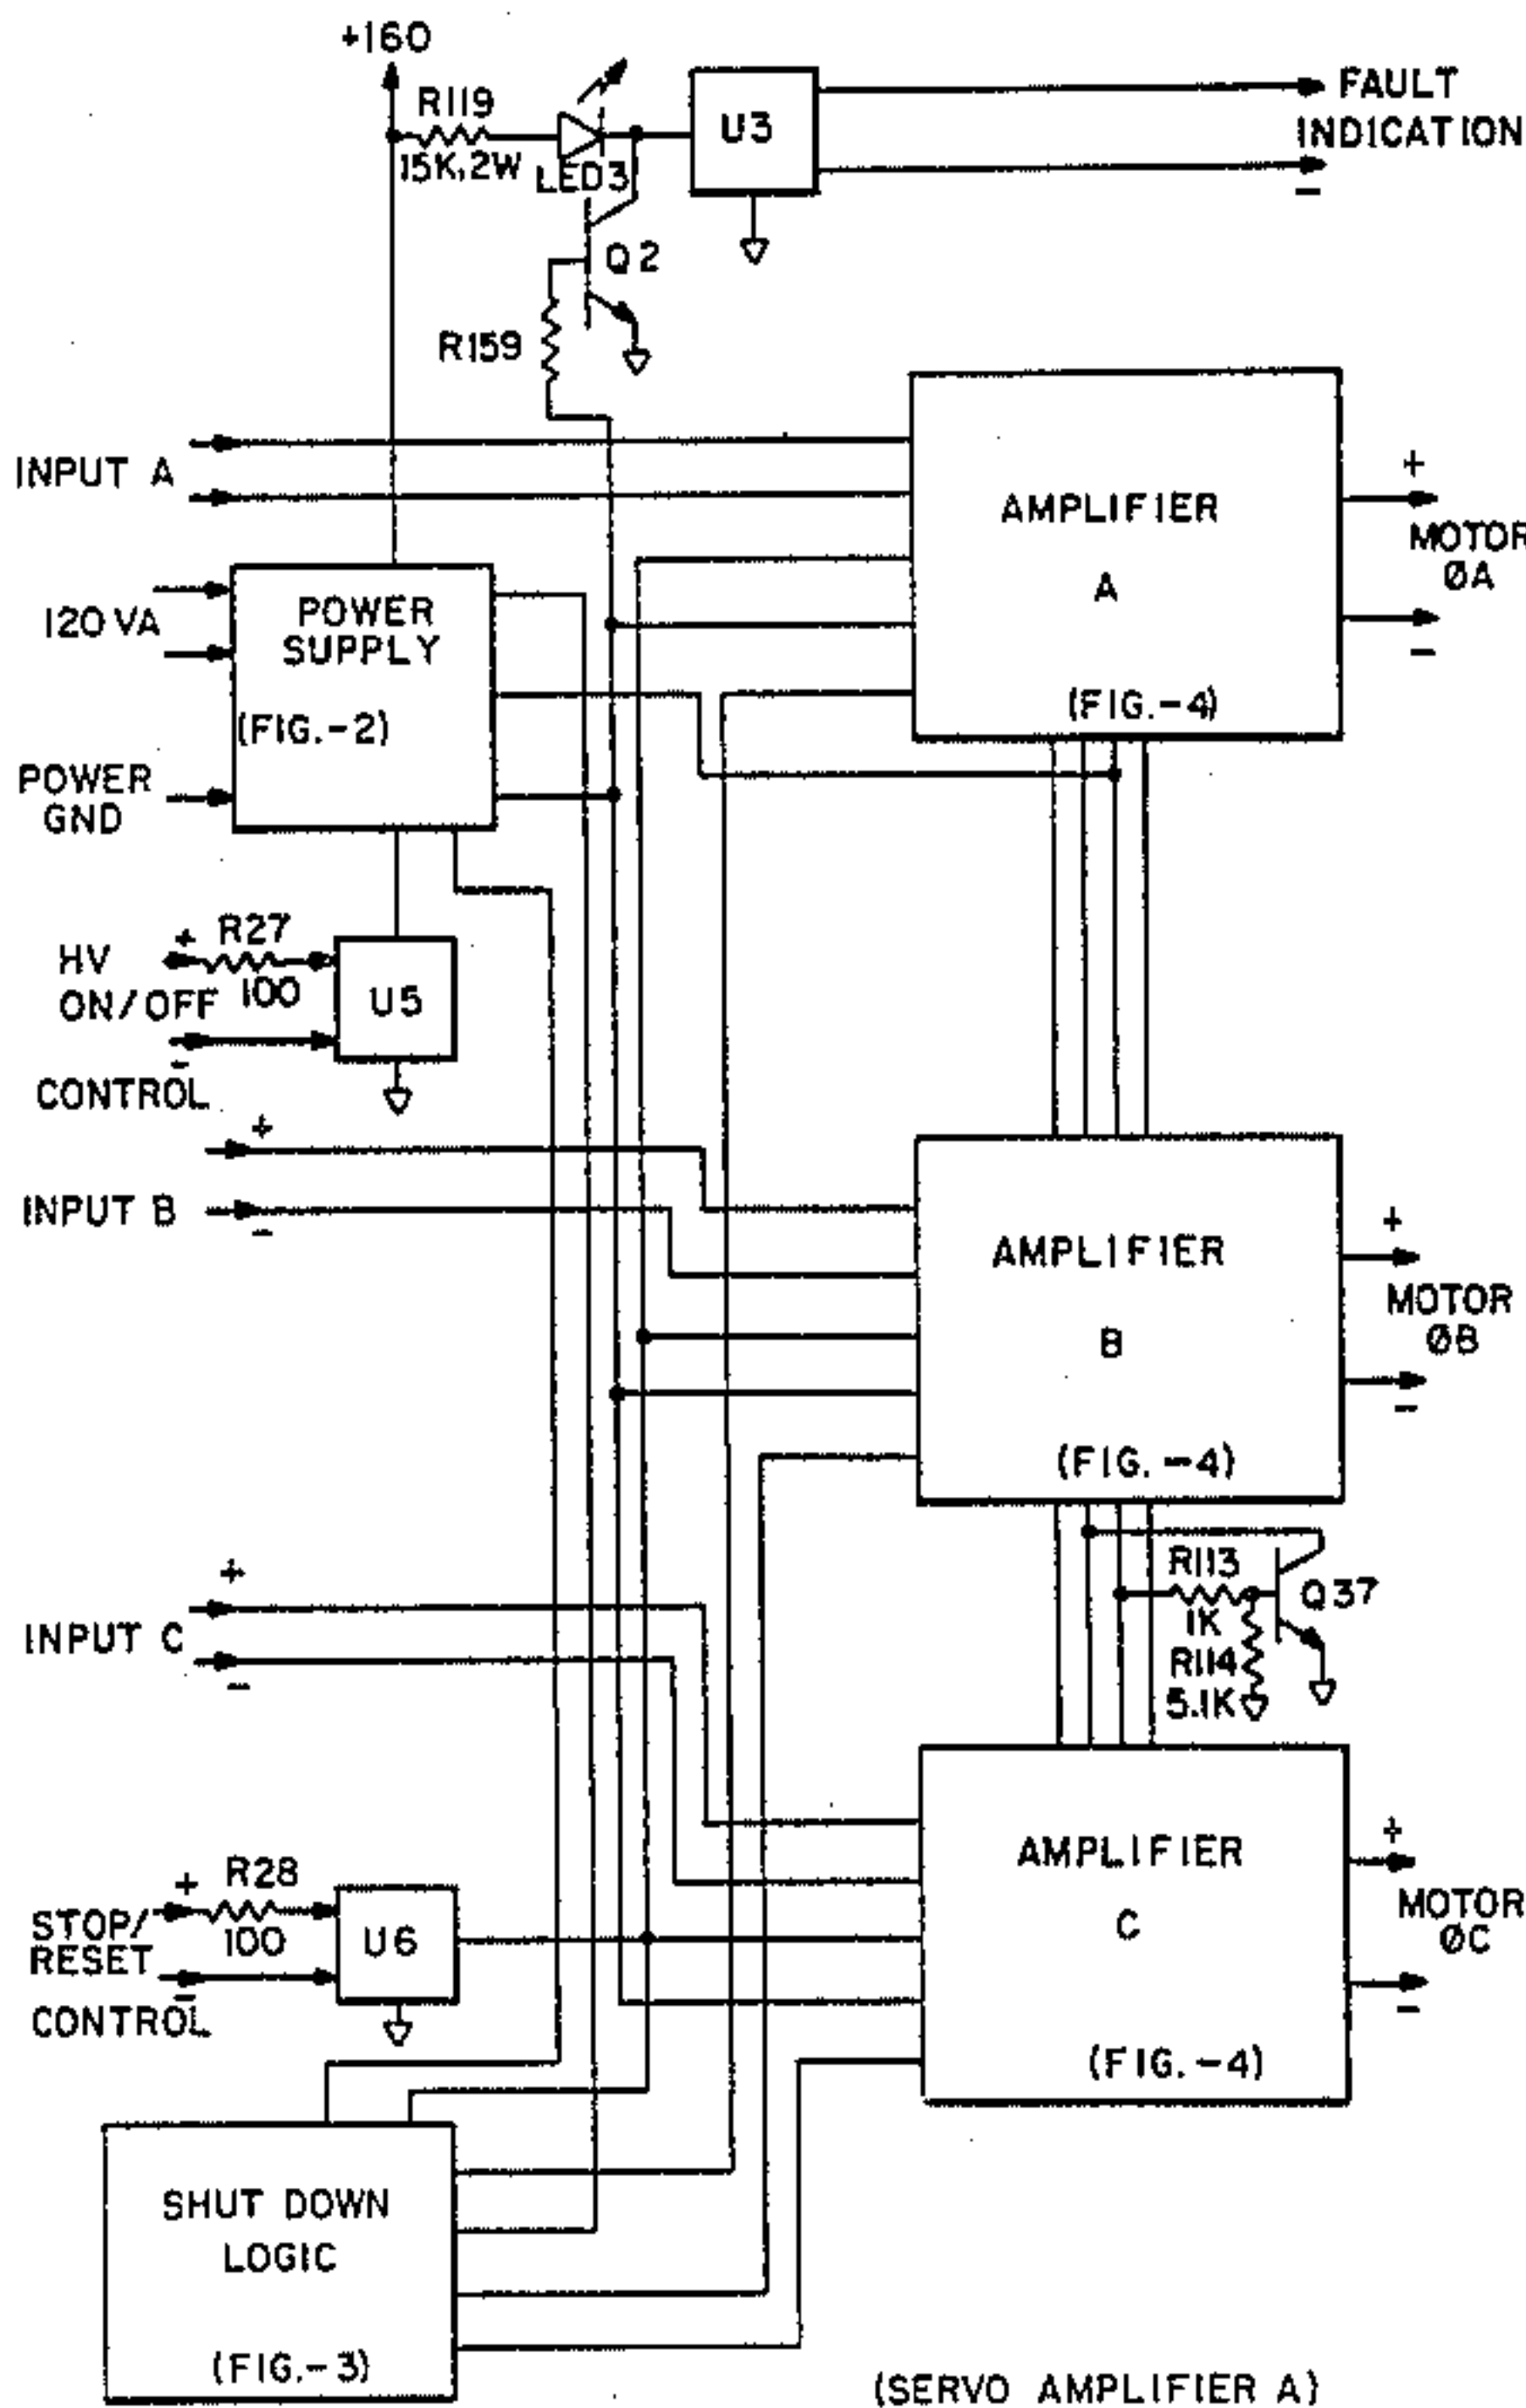 +160
R119
15K,2W
LED3
U3
FAULT
INDICATION
-
Q2
R159
INPUT A
AMPLIFIER
A
(FIG.-4)
+
MOTOR
ØA
-
120 VA
POWER
SUPPLY
(FIG.-2)
POWER
GND
HV
ON/OFF
CONTROL
+
R27
100
-
U5
+
INPUT B
-
AMPLIFIER
B
(FIG.-4)
+
MOTOR
ØB
-
+
INPUT C
-
R113
1K
R114
5.1K
Q37
AMPLIFIER
C
(FIG.-4)
+
MOTOR
ØC
-
STOP/
RESET
CONTROL
+
R28
100
-
U6
SHUT DOWN
LOGIC
(FIG.-3)
(SERVO AMPLIFIER A)